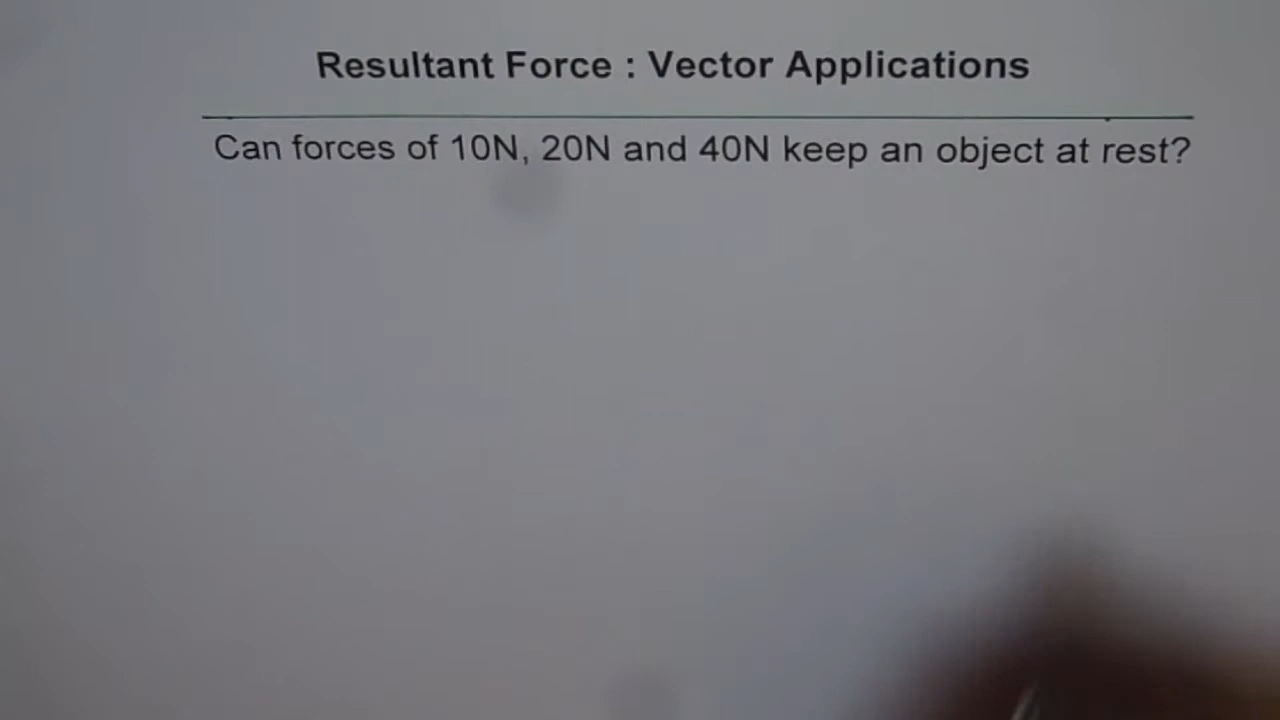 Resultant Force : Vector Applications
Can forces of 10N, 20N and 40N keep an object at rest?